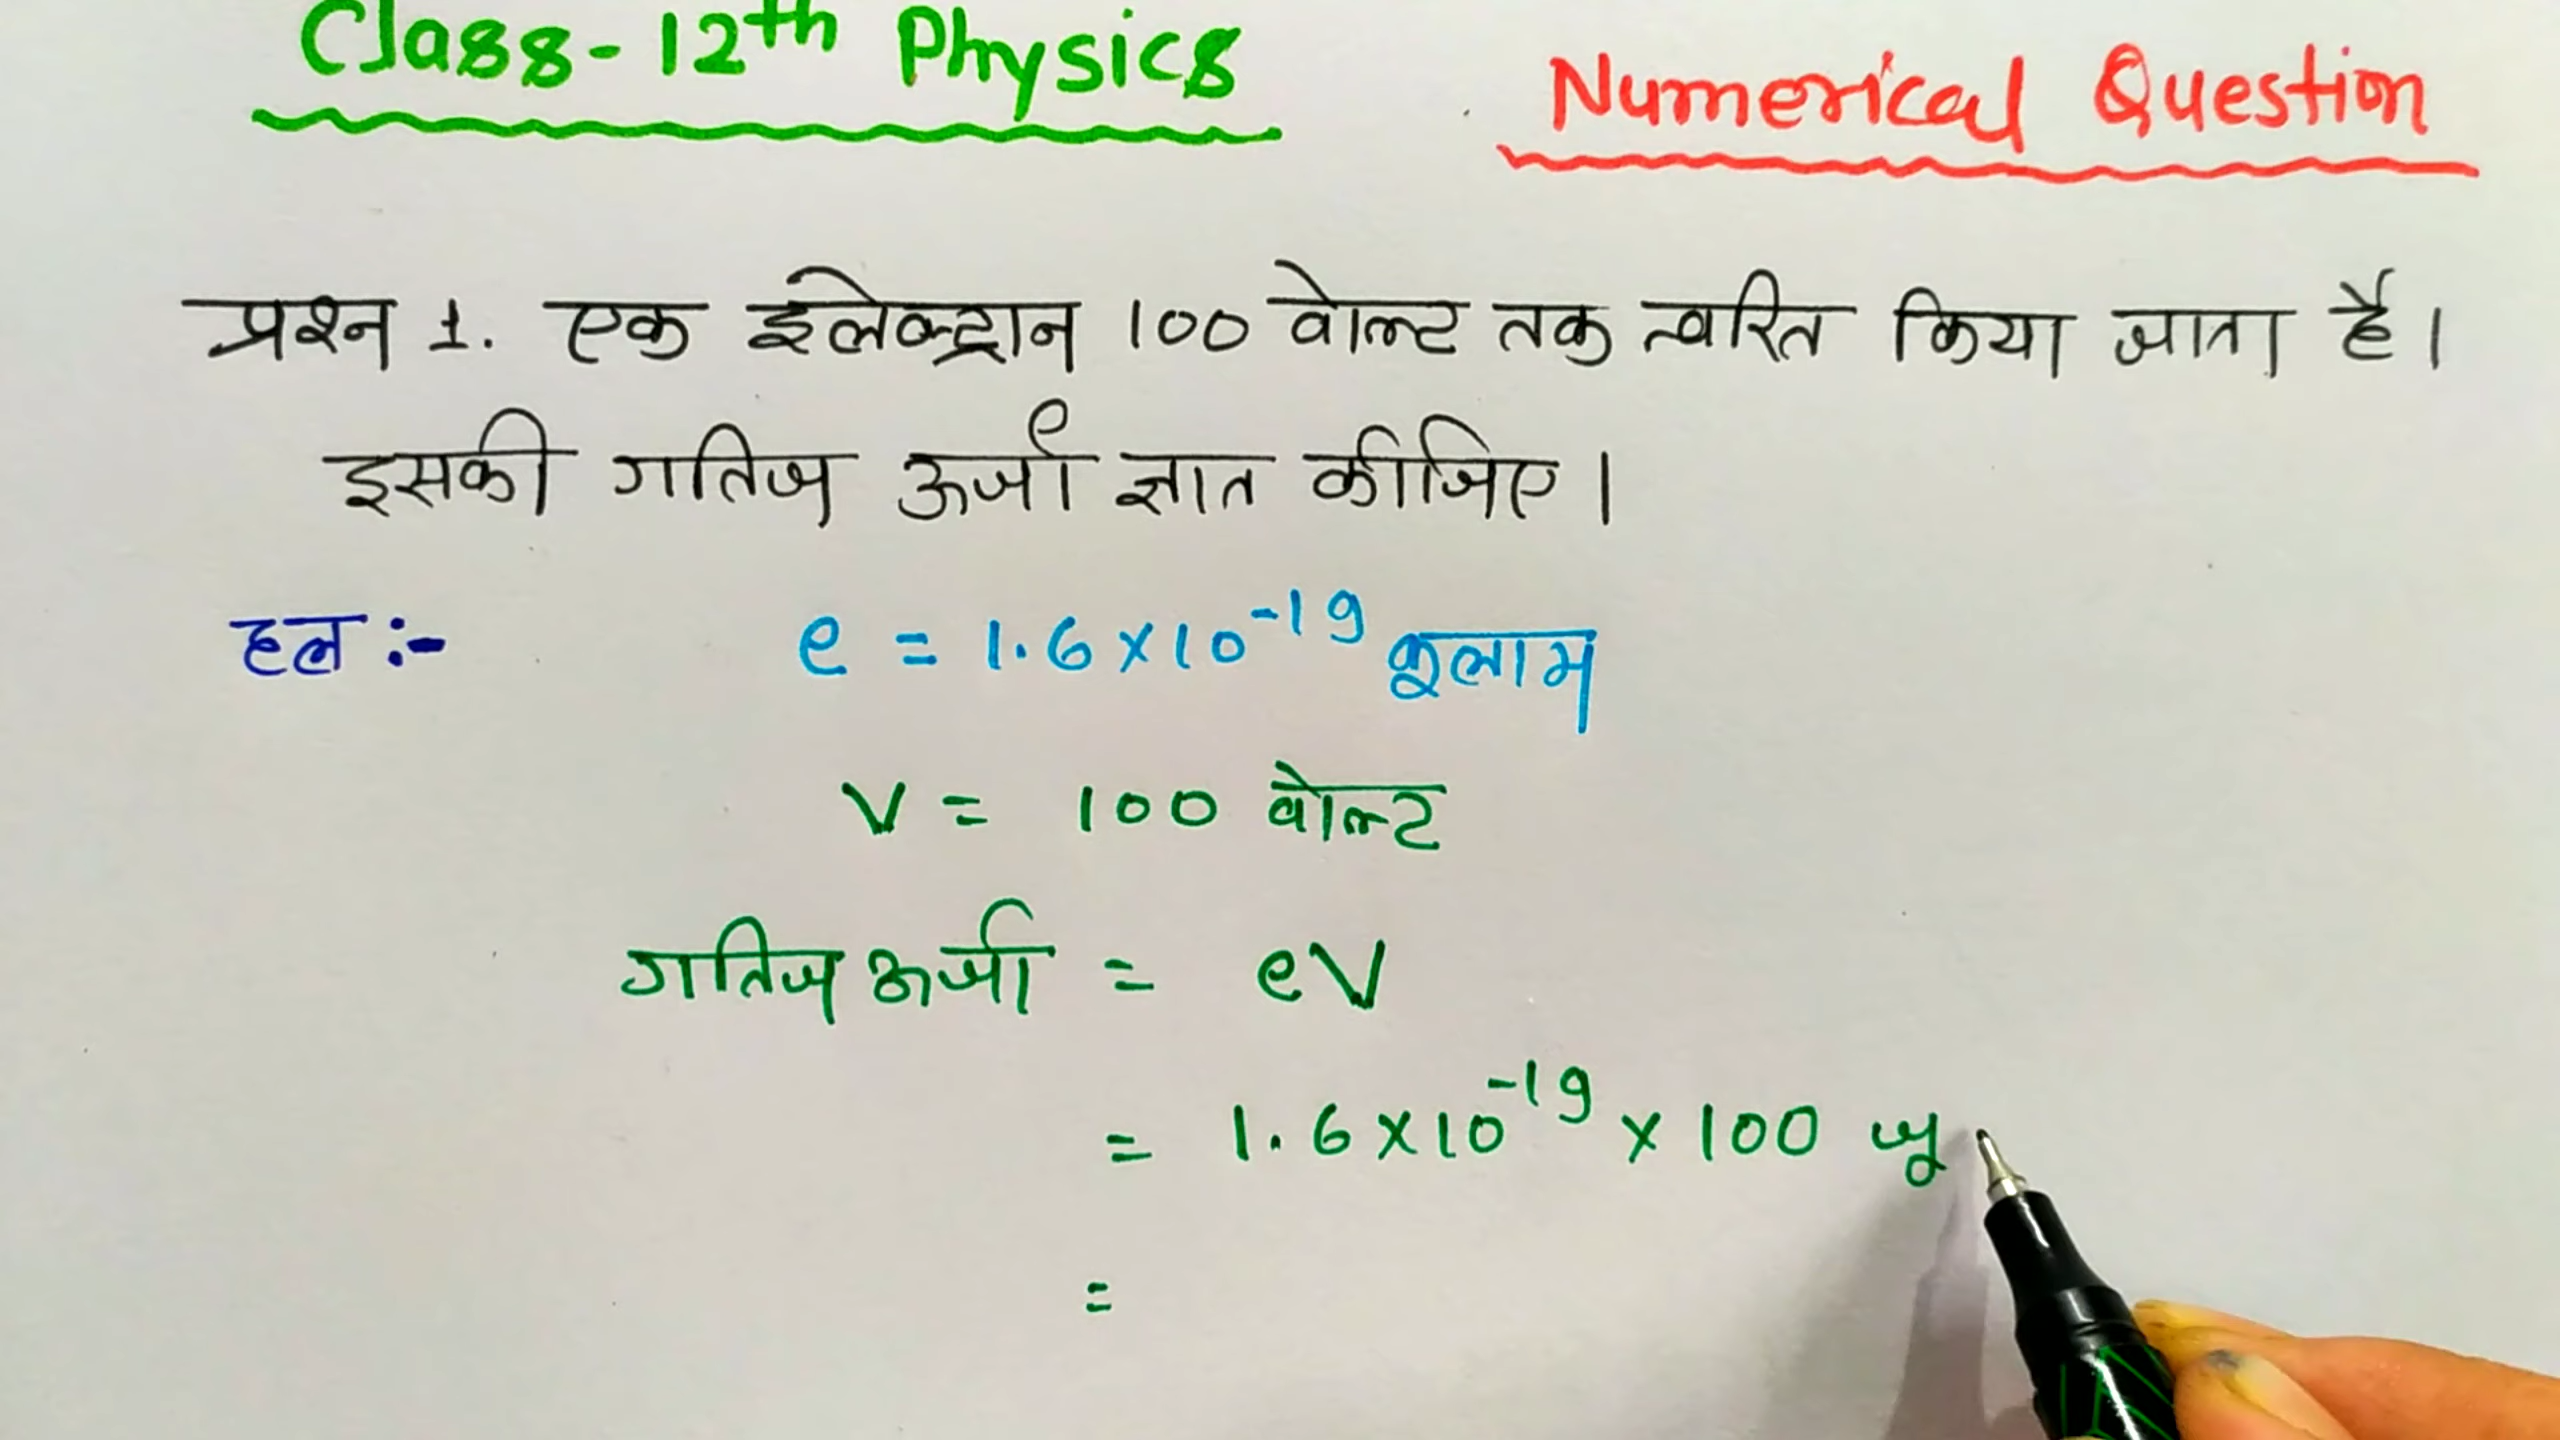 Class-12th Physics
Numerical Question
प्रश्न 1. एक इलेक्ट्रान 100 वोल्ट तक त्वरित किया जाता है।
इसकी गतिज ऊर्जा ज्ञात कीजिए।
हल :- e = 1.6×10⁻¹⁹ कूलाम
V = 100 वोल्ट
गतिज ऊर्जा = eV
= 1.6×10⁻¹⁹ × 100 जू
=